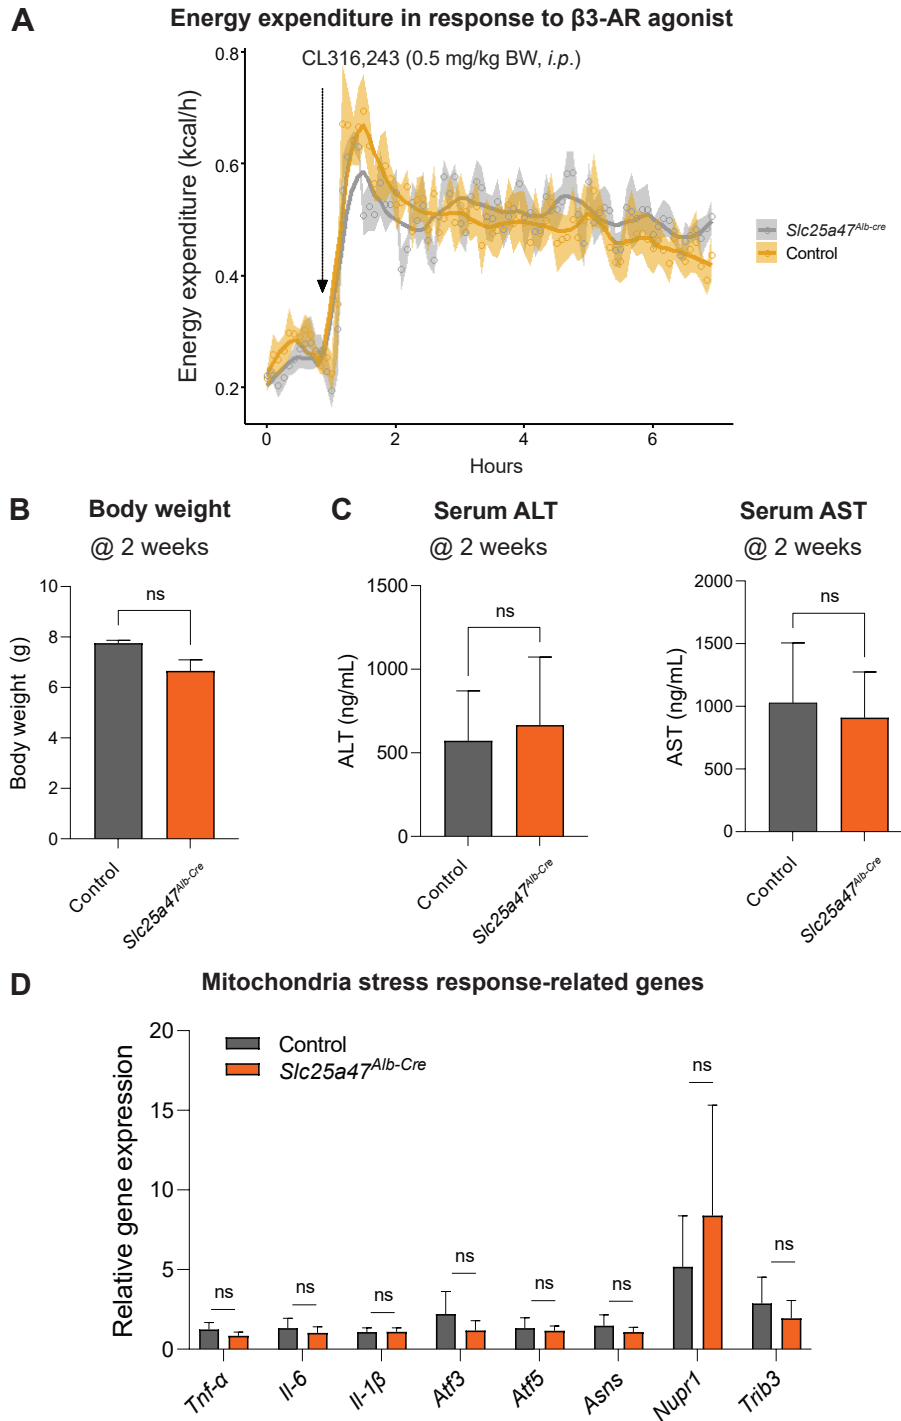 A
Energy expenditure in response to β3-AR agonist
CL316,243 (0.5 mg/kg BW, i.p.)
Energy expenditure (kcal/h)
0.8
0.6
0.4
0.2
0
2
4
6
Hours
Slc25a47Alb-cre
Control
B
Body weight
@ 2 weeks
Body weight (g)
10
8
6
4
2
0
ns
Control
Slc25a47Alb-Cre
C
Serum ALT
@ 2 weeks
ALT (ng/mL)
1500
1000
500
0
ns
Control
Slc25a47Alb-Cre
Serum AST
@ 2 weeks
AST (ng/mL)
2000
1500
1000
500
0
ns
Control
Slc25a47Alb-Cre
D
Mitochondria stress response-related genes
Relative gene expression
20
15
10
5
0
Control
Slc25a47Alb-Cre
ns
ns
ns
ns
ns
ns
ns
ns
Tnf-α
Il-6
Il-1β
Atf3
Atf5
Asns
Nupr1
Trib3